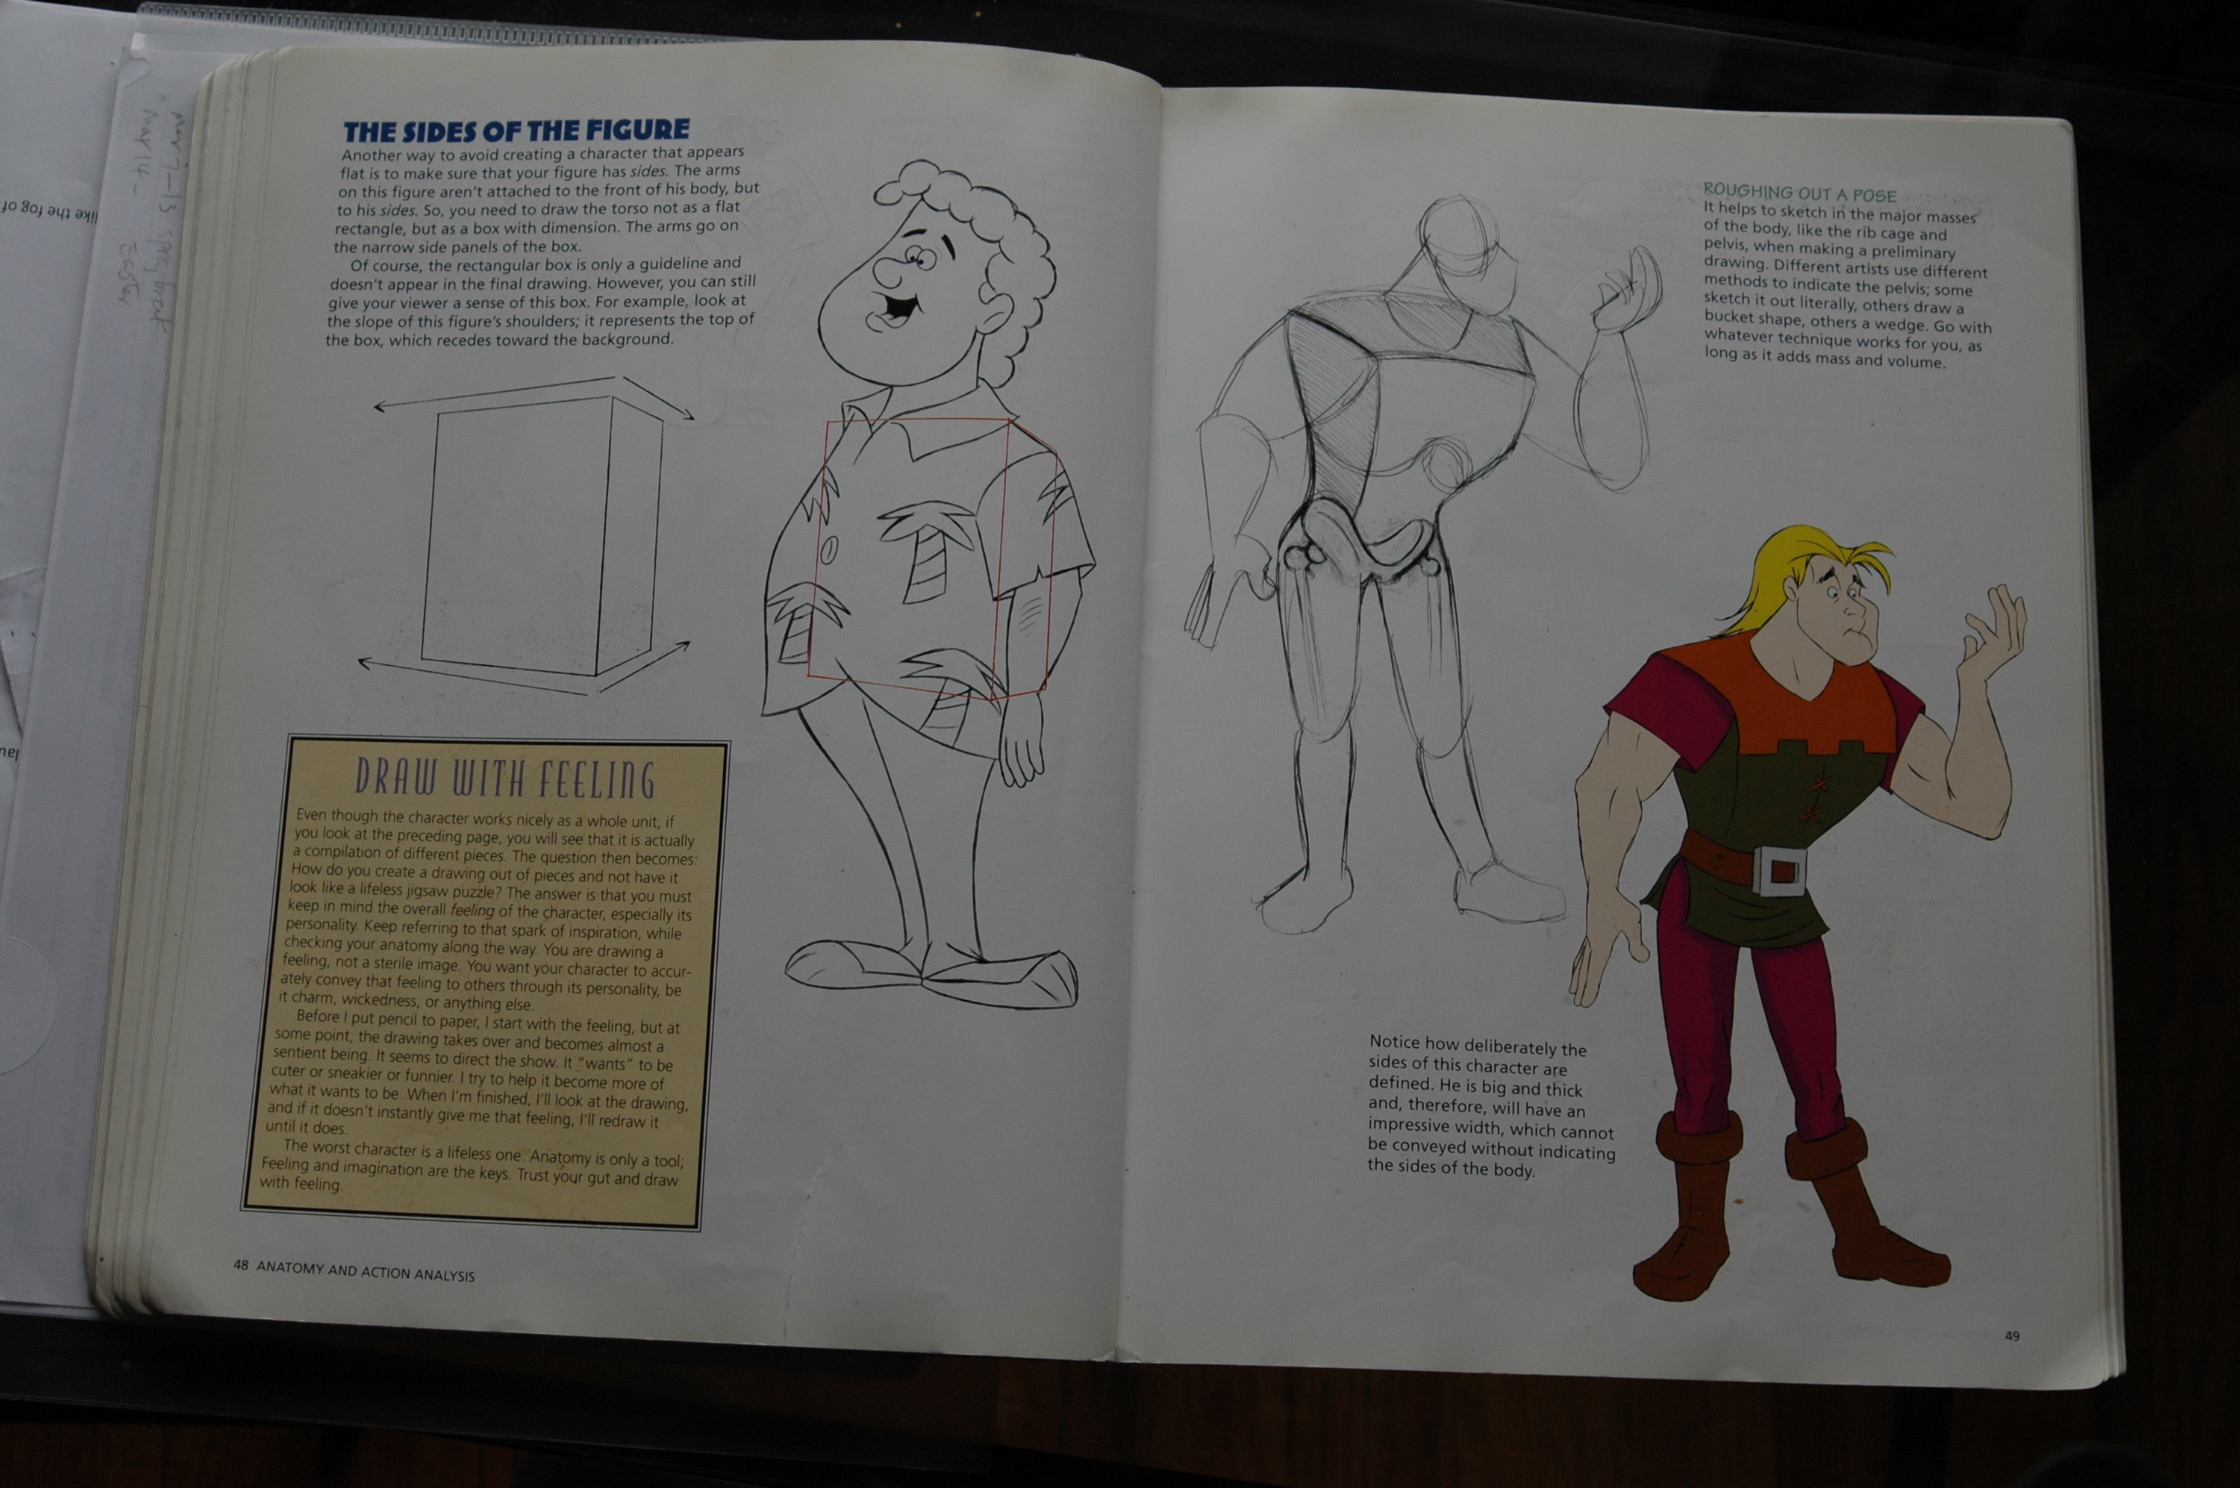 THE SIDES OF THE FIGURE
Another way to avoid creating a character that appears
flat is to make sure that your figure has sides. The arms
on this figure aren't attached to the front of his body, but
to his sides. So, you need to draw the torso not as a flat
rectangle, but as a box with dimension. The arms go on
the narrow side panels of the box.
Of course, the rectangular box is only a guideline and
doesn't appear in the final drawing. However, you can still
give your viewer a sense of this box. For example, look at
the slope of this figure's shoulders; it represents the top of
the box, which recedes toward the background.
DRAW WITH FEELING
Even though the character works nicely as a whole unit, if
you look at the preceding page, you will see that it is actually
a compilation of different pieces. The question then becomes:
How do you create a drawing out of pieces and not have it
look like a lifeless jigsaw puzzle? The answer is that you must
keep in mind the overall feeling of the character, especially its
personality. Keep referring to that spark of inspiration, while
checking your anatomy along the way. You are drawing a
feeling, not a sterile image. You want your character to accur-
ately convey that feeling to others through its personality, be
it charm, wickedness, or anything else.
Before I put pencil to paper, I start with the feeling, but at
some point, the drawing takes over and becomes almost a
sentient being. It seems to direct the show. It "wants" to be
cuter or sneakier or funnier. I try to help it become more of
what it wants to be. When I'm finished, I'll look at the drawing,
and if it doesn't instantly give me that feeling, I'll redraw it
until it does.
The worst character is a lifeless one. Anatomy is only a tool;
Feeling and imagination are the keys. Trust your gut and draw
with feeling.
48 ANATOMY AND ACTION ANALYSIS
ROUGHING OUT A POSE
It helps to sketch in the major masses
of the body, like the rib cage and
pelvis, when making a preliminary
drawing. Different artists use different
methods to indicate the pelvis; some
sketch it out literally, others draw a
bucket shape, others a wedge. Go with
whatever technique works for you, as
long as it adds mass and volume.
Notice how deliberately the
sides of this character are
defined. He is big and thick
and, therefore, will have an
impressive width, which cannot
be conveyed without indicating
the sides of the body.
49
like the fog of
Mar 7-13 spring break
Mar 14-
Easter